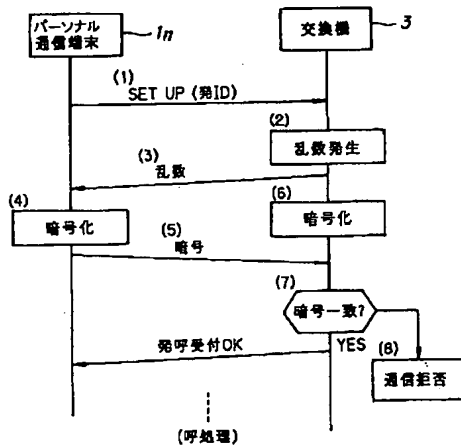 パーソナル
通信端末
1n
交換機
3
(1)
SET UP (発ID)
(2)
乱数発生
(3)
乱数
(4)
暗号化
(5)
暗号
(6)
暗号化
(7)
暗号一致?
発呼受付OK
YES
(8)
通信拒否
(呼処理)